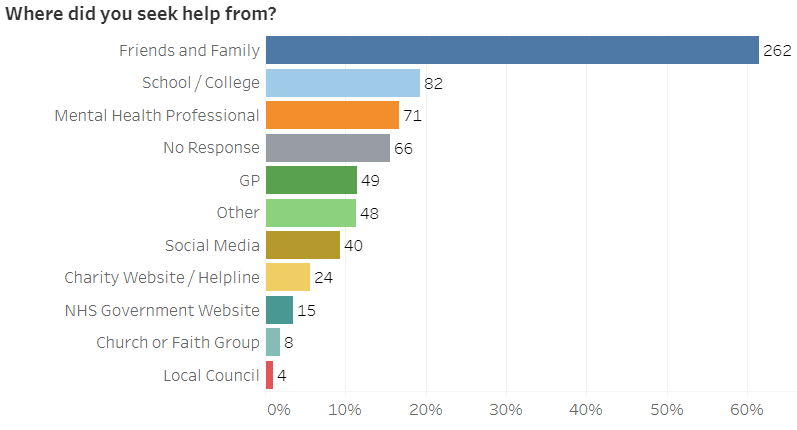 Where did you seek help from?
Friends and Family 262
School / College 82
Mental Health Professional 71
No Response 66
GP 49
Other 48
Social Media 40
Charity Website / Helpline 24
NHS Government Website 15
Church or Faith Group 8
Local Council 4
0% 10% 20% 30% 40% 50% 60%